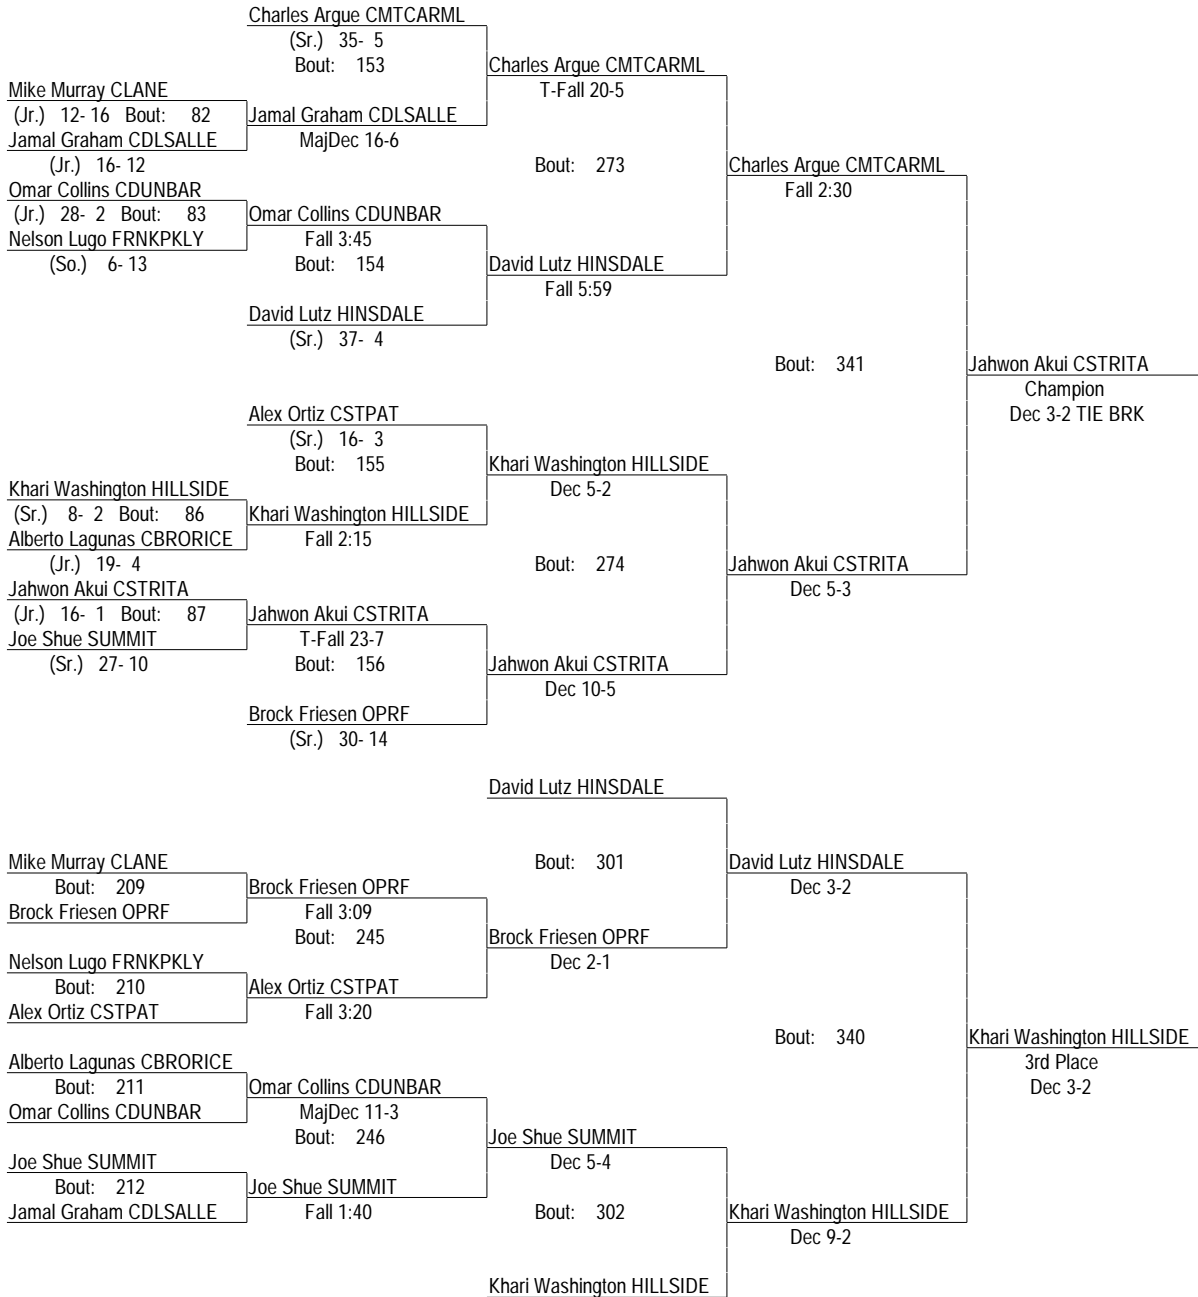 Charles Argue CMTCARML
(Sr.) 35- 5
Bout: 153
Charles Argue CMTCARML
Mike Murray CLANE
T-Fall 20-5
(Jr.) 12- 16 Bout: 82
Jamal Graham CDLSALLE
Jamal Graham CDLSALLE
MajDec 16-6
(Jr.) 16- 12
Bout: 273
Charles Argue CMTCARML
Omar Collins CDUNBAR
Fall 2:30
(Jr.) 28- 2 Bout: 83
Omar Collins CDUNBAR
Nelson Lugo FRNKPKLY
Fall 3:45
(So.) 6- 13
Bout: 154
David Lutz HINSDALE
Fall 5:59
David Lutz HINSDALE
(Sr.) 37- 4
Bout: 341
Jahwon Akui CSTRITA
Champion
Dec 3-2 TIE BRK
Alex Ortiz CSTPAT
(Sr.) 16- 3
Bout: 155
Khari Washington HILLSIDE
Khari Washington HILLSIDE
Dec 5-2
(Sr.) 8- 2 Bout: 86
Khari Washington HILLSIDE
Alberto Lagunas CBRORICE
Fall 2:15
(Jr.) 19- 4
Bout: 274
Jahwon Akui CSTRITA
Jahwon Akui CSTRITA
Dec 5-3
(Jr.) 16- 1 Bout: 87
Jahwon Akui CSTRITA
Joe Shue SUMMIT
T-Fall 23-7
(Sr.) 27- 10
Bout: 156
Jahwon Akui CSTRITA
Dec 10-5
Brock Friesen OPRF
(Sr.) 30- 14
David Lutz HINSDALE
Mike Murray CLANE
Bout: 301
David Lutz HINSDALE
Bout: 209
Brock Friesen OPRF
Dec 3-2
Brock Friesen OPRF
Fall 3:09
Bout: 245
Brock Friesen OPRF
Nelson Lugo FRNKPKLY
Dec 2-1
Bout: 210
Alex Ortiz CSTPAT
Alex Ortiz CSTPAT
Fall 3:20
Bout: 340
Khari Washington HILLSIDE
Alberto Lagunas CBRORICE
3rd Place
Bout: 211
Omar Collins CDUNBAR
Dec 3-2
Omar Collins CDUNBAR
MajDec 11-3
Bout: 246
Joe Shue SUMMIT
Joe Shue SUMMIT
Dec 5-4
Bout: 212
Joe Shue SUMMIT
Jamal Graham CDLSALLE
Fall 1:40
Bout: 302
Khari Washington HILLSIDE
Dec 9-2
Khari Washington HILLSIDE